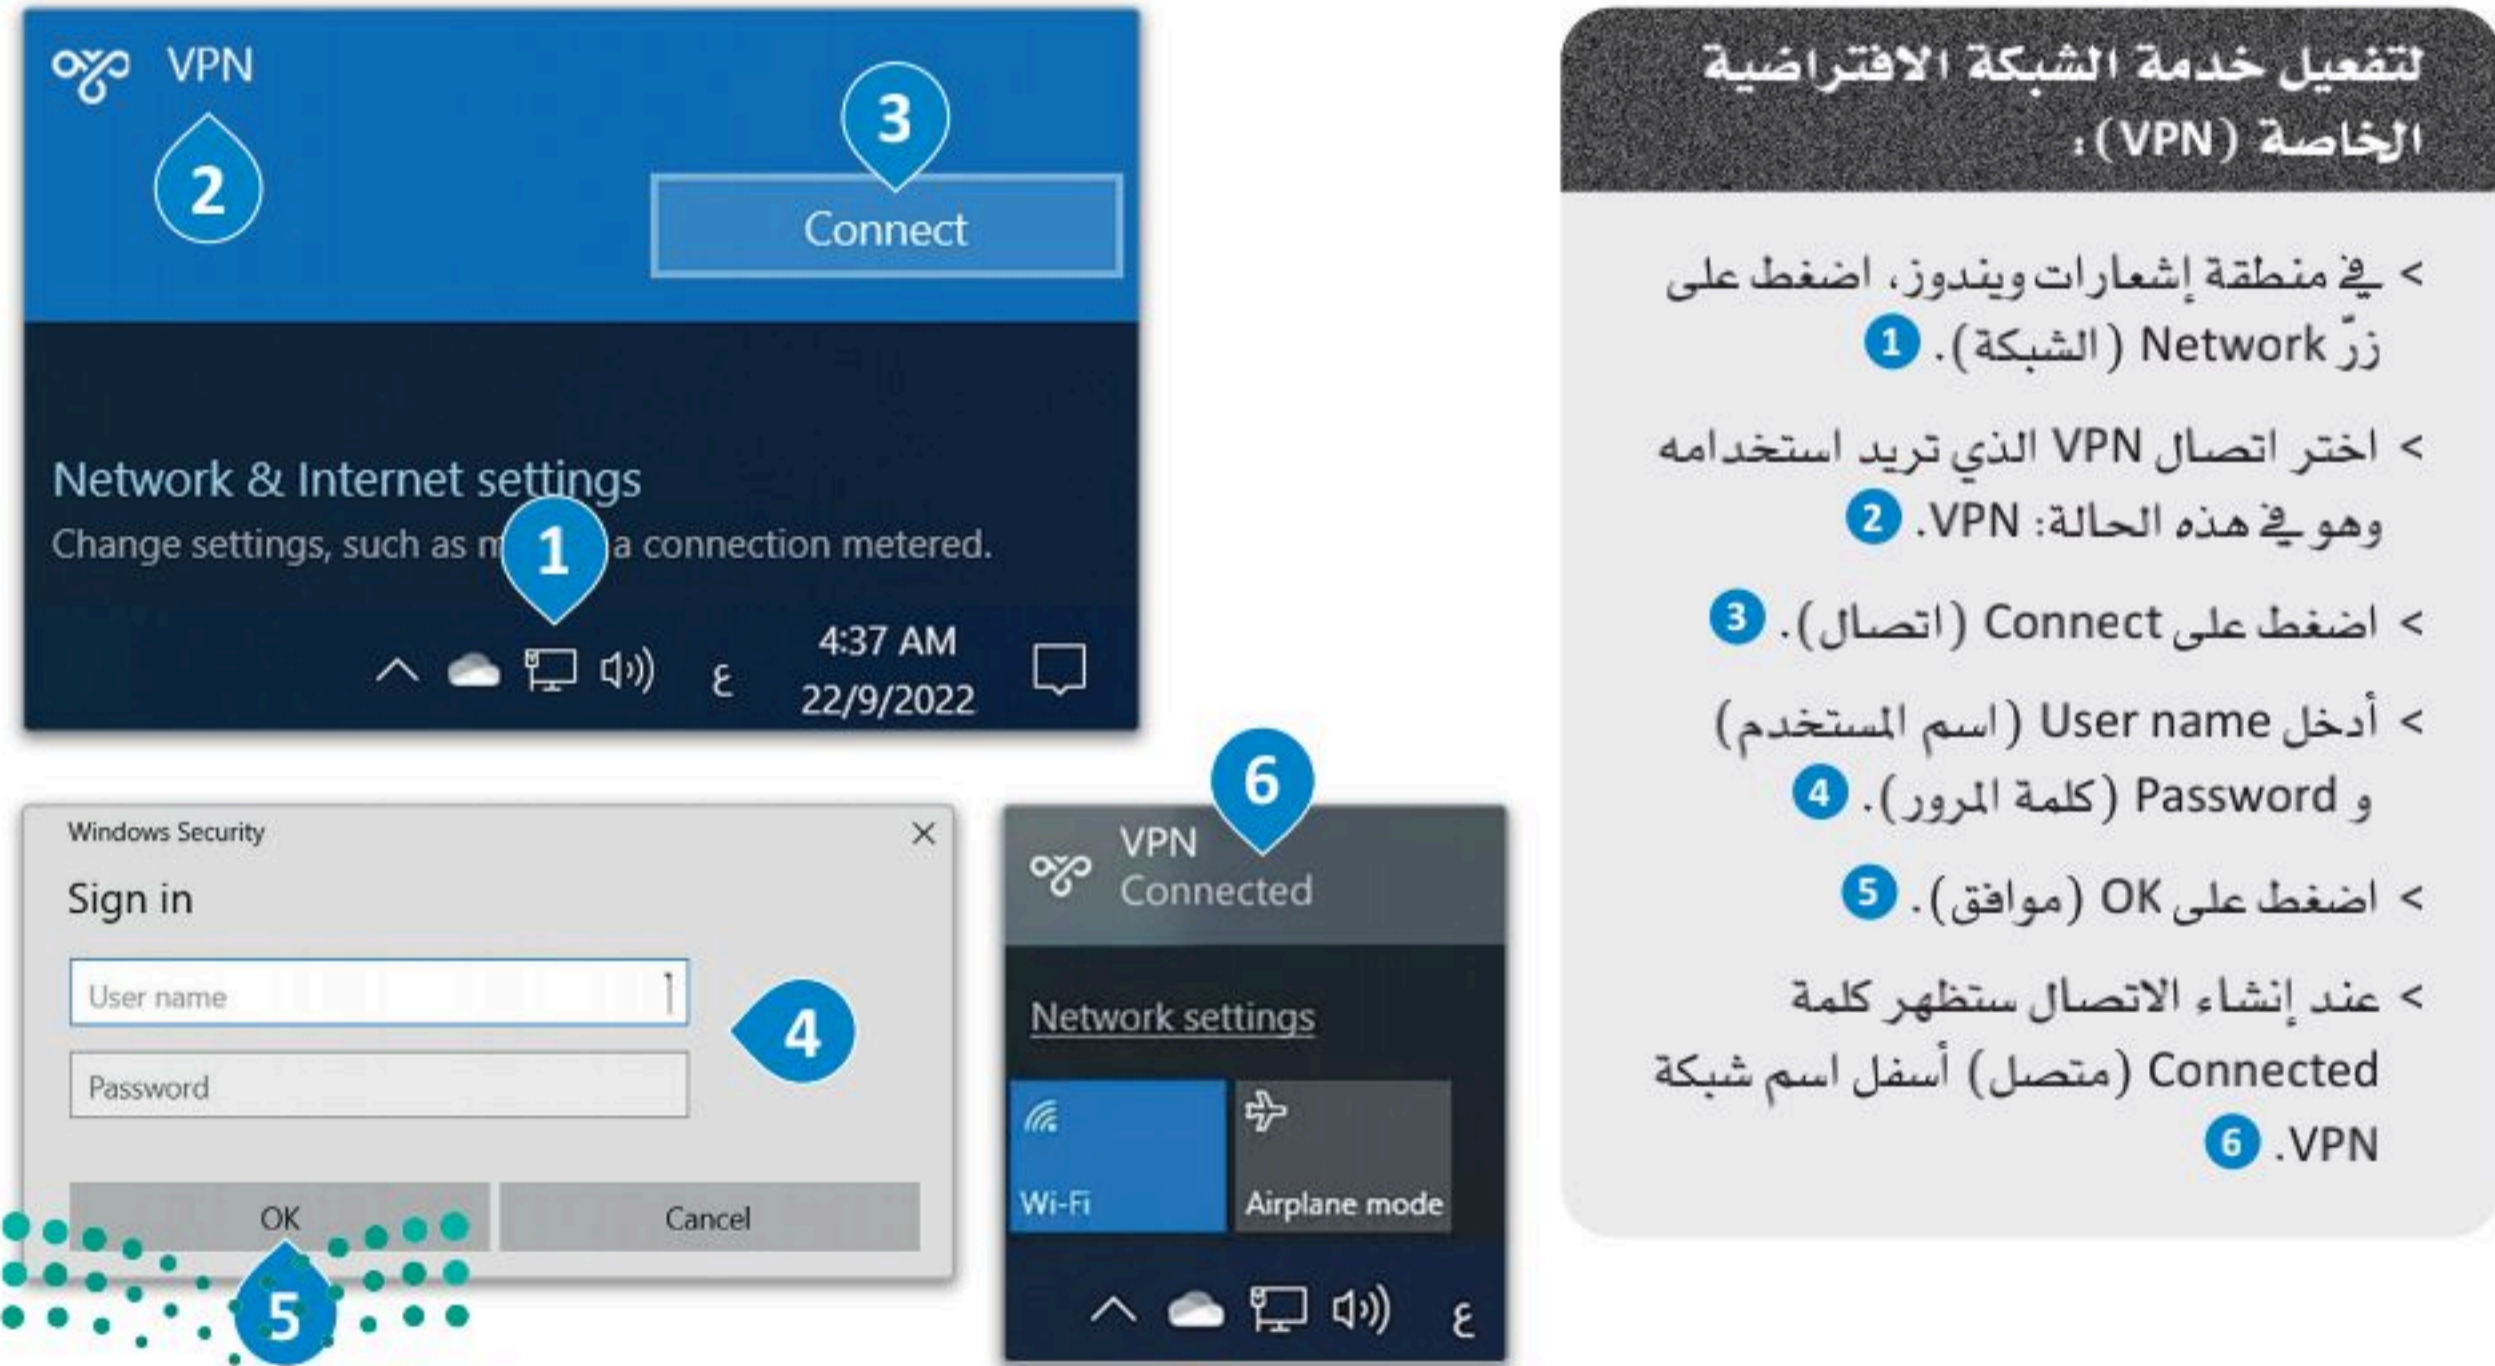 لتفعيل خدمة الشبكة الافتراضية
الخاصة (VPN):
> في منطقة إشعارات ويندوز، اضغط على
زرّ Network (الشبكة). 1
> اختر اتصال VPN الذي تريد استخدامه
وهو في هذه الحالة: VPN. 2
> اضغط على Connect (اتصال). 3
> أدخل User name (اسم المستخدم)
و Password (كلمة المرور). 4
> اضغط على OK (موافق). 5
> عند إنشاء الاتصال ستظهر كلمة
Connected (متصل) أسفل اسم شبكة
VPN. 6
VPN
2
3
Connect
Network & Internet settings
Change settings, such as a connection metered.
1
ع
4:37 AM
22/9/2022
Windows Security
Sign in
User name
Password
4
OK
Cancel
5
6
VPN
Connected
Network settings
Wi-Fi
Airplane mode
ع